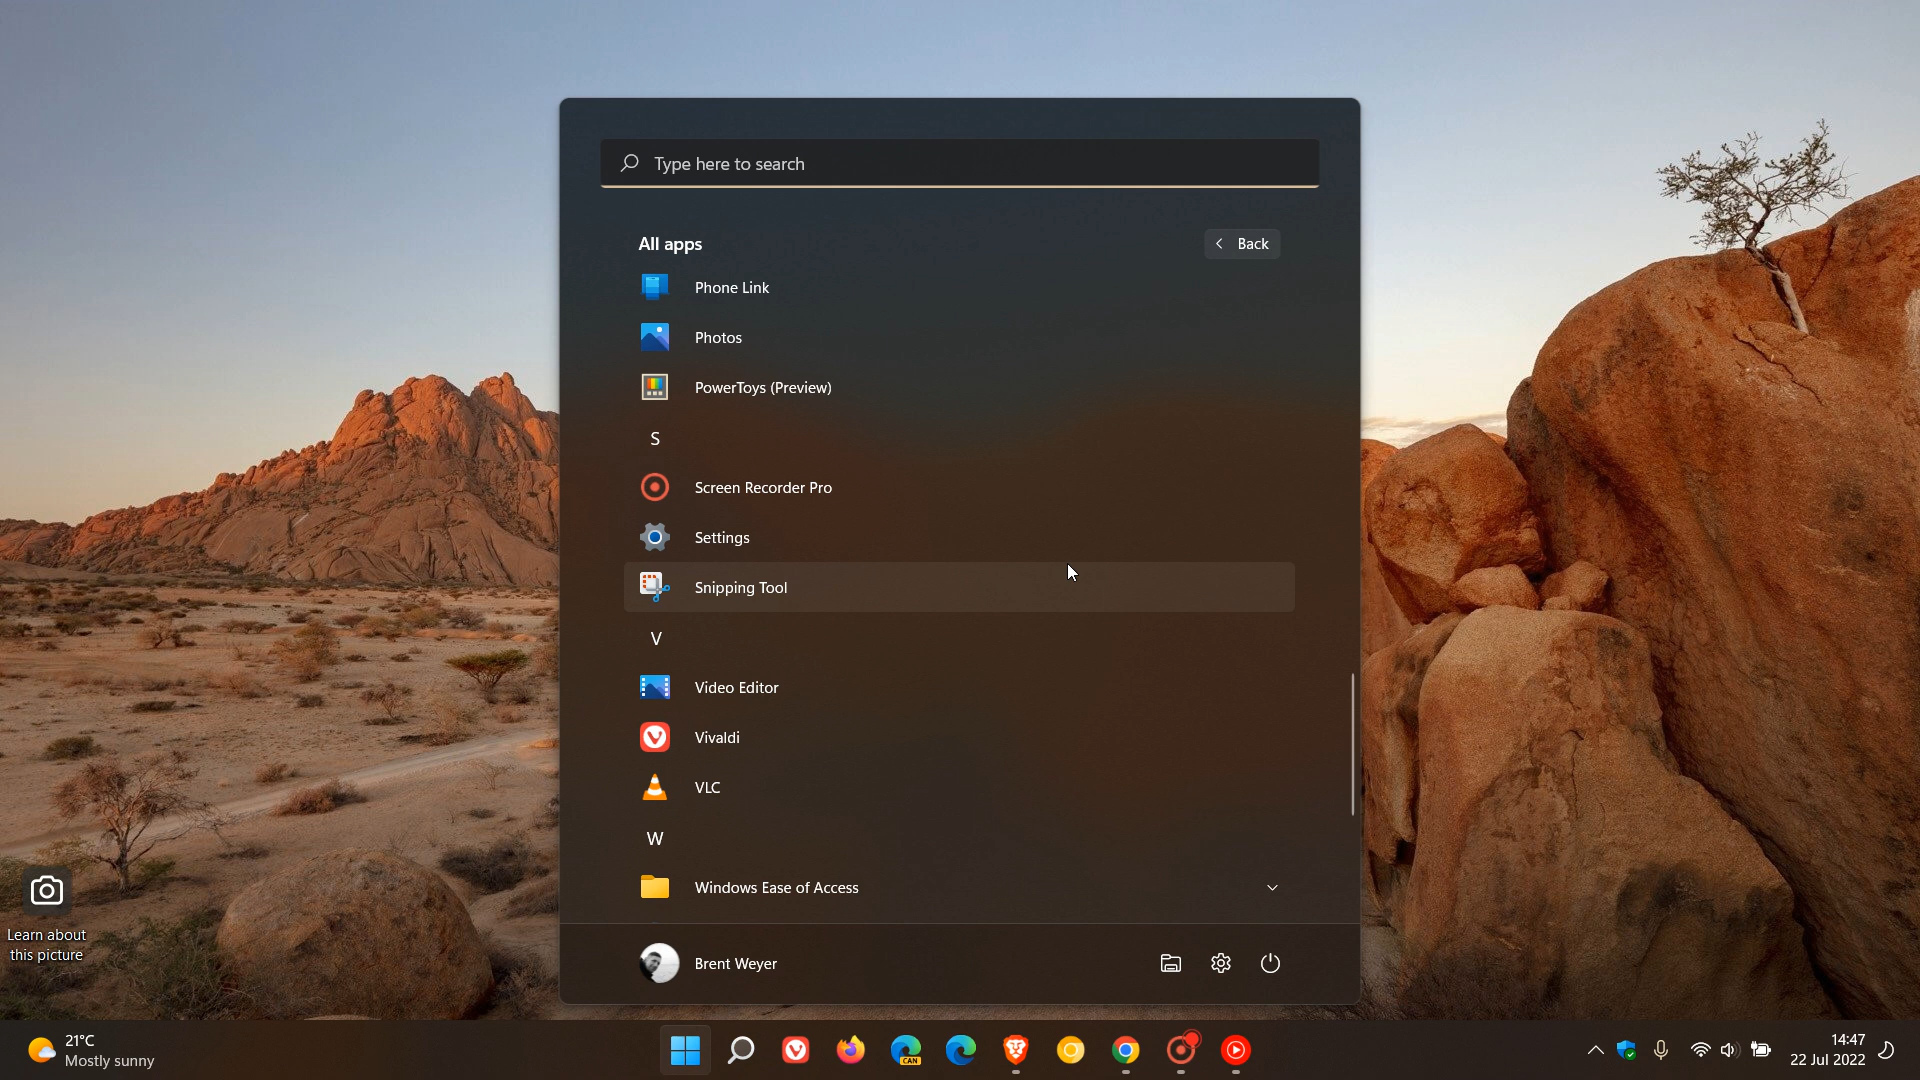 Type here to search
All apps
Back
Phone Link
Photos
PowerToys (Preview)
S
Screen Recorder Pro
Settings
Snipping Tool
V
Video Editor
Vivaldi
VLC
W
Windows Ease of Access
Brent Weyer
Learn about
this picture
21°C
Mostly sunny
CAN
14:47
22 Jul 2022